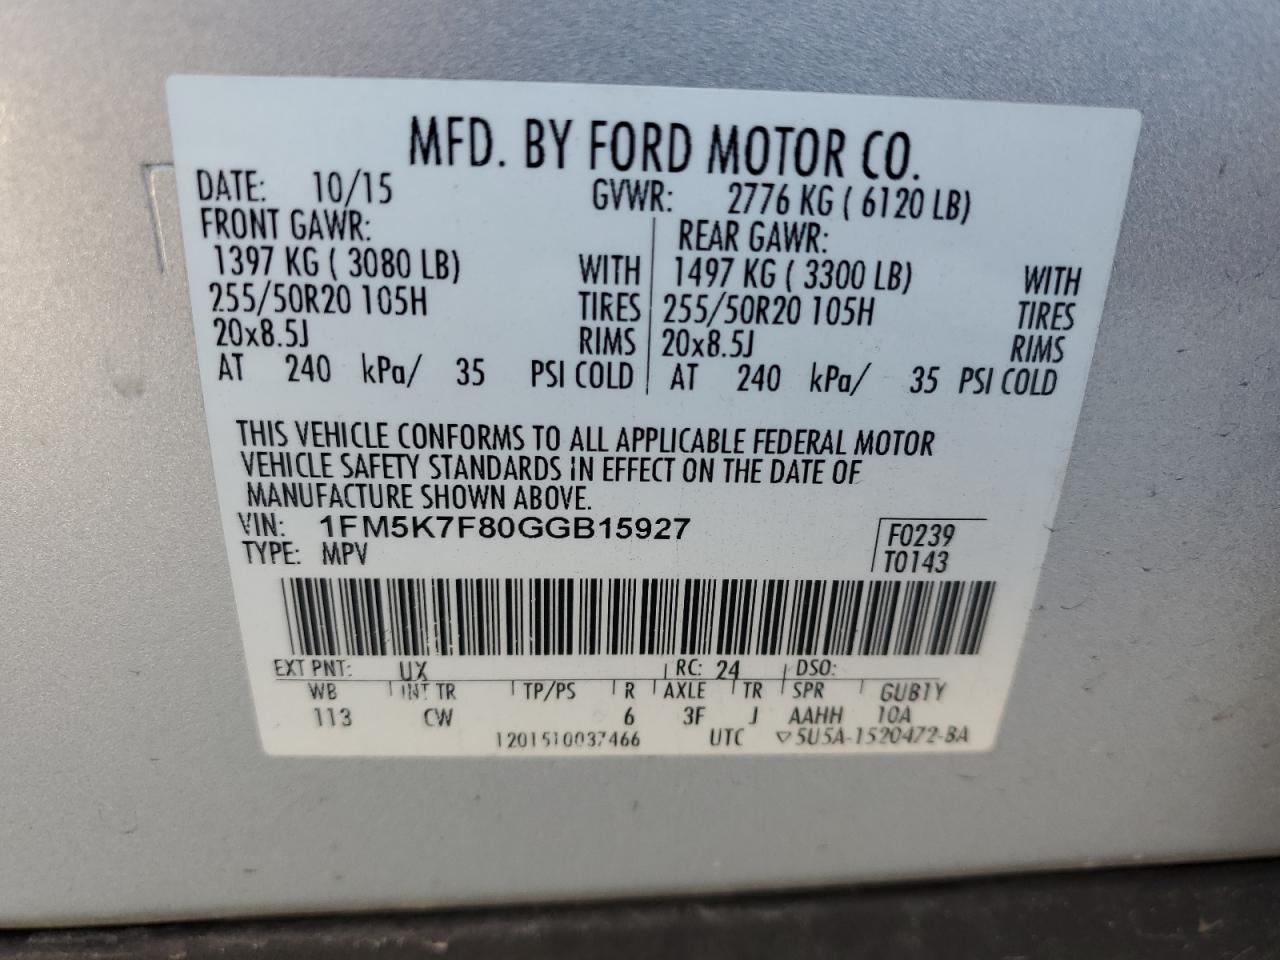 MFD. BY FORD MOTOR CO.
DATE: 10/15 GVWR: 2776 KG ( 6120 LB)
FRONT GAWR: REAR GAWR:
1397 KG ( 3080 LB) WITH 1497 KG ( 3300 LB) WITH
255/50R20 105H TIRES 255/50R20 105H TIRES
20x8.5J RIMS 20x8.5J RIMS
AT 240 kPa/ 35 PSI COLD AT 240 kPa/ 35 PSI COLD
THIS VEHICLE CONFORMS TO ALL APPLICABLE FEDERAL MOTOR
VEHICLE SAFETY STANDARDS IN EFFECT ON THE DATE OF
MANUFACTURE SHOWN ABOVE.
VIN: 1FM5K7F80GGB15927 F0239
TYPE: MPV T0143
EXT PNT: UX RC: 24 DSO:
WB INT TR TP/PS R AXLE TR SPR GUB1Y
113 CW 6 3F J AAHH 10A
1201510037466 UTC ▽5U5A-1520472-BA